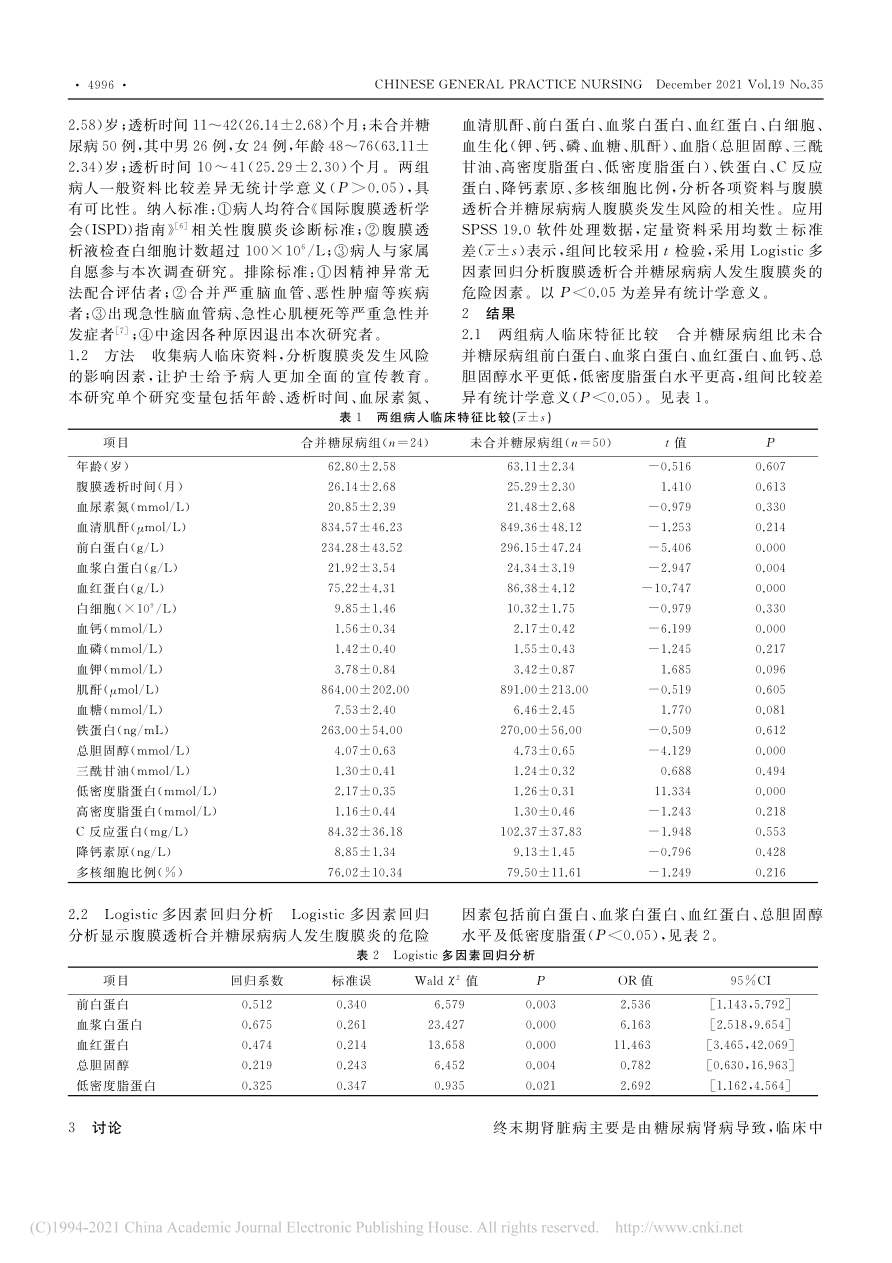 · 4996 ·
CHINESE GENERAL PRACTICE NURSING December 2021 Vol.19 No.35
2.58)岁;透析时间 11～42(26.14±2.68)个月;未合并糖
尿病 50 例,其中男 26 例,女 24 例,年龄 48～76(63.11±
2.34)岁;透析时间 10～41(25.29±2.30)个月。两组
病人一般资料比较差异无统计学意义(P＞0.05),具
有可比性。纳入标准:①病人均符合《国际腹膜透析学
会(ISPD)指南》[6]相关性腹膜炎诊断标准;②腹膜透
析液检查白细胞计数超过 100×10⁶/L;③病人与家属
自愿参与本次调查研究。排除标准:①因精神异常无
法配合评估者;②合并严重脑血管、恶性肿瘤等疾病
者;③出现急性脑血管病、急性心肌梗死等严重急性并
发症者[7];④中途因各种原因退出本次研究者。
1.2 方法 收集病人临床资料,分析腹膜炎发生风险
的影响因素,让护士给予病人更加全面的宣传教育。
本研究单个研究变量包括年龄、透析时间、血尿素氮、
血清肌酐、前白蛋白、血浆白蛋白、血红蛋白、白细胞、
血生化(钾、钙、磷、血糖、肌酐)、血脂(总胆固醇、三酰
甘油、高密度脂蛋白、低密度脂蛋白)、铁蛋白、C 反应
蛋白、降钙素原、多核细胞比例,分析各项资料与腹膜
透析合并糖尿病病人腹膜炎发生风险的相关性。应用
SPSS 19.0 软件处理数据,定量资料采用均数±标准
差(x̄±s)表示,组间比较采用 t 检验,采用 Logistic 多
因素回归分析腹膜透析合并糖尿病病人发生腹膜炎的
危险因素。以 P＜0.05 为差异有统计学意义。
2 结果
2.1 两组病人临床特征比较 合并糖尿病组比未合
并糖尿病组前白蛋白、血浆白蛋白、血红蛋白、血钙、总
胆固醇水平更低,低密度脂蛋白水平更高,组间比较差
异有统计学意义(P＜0.05)。见表 1。
表 1 两组病人临床特征比较(x̄±s)
项目 合并糖尿病组(n=24) 未合并糖尿病组(n=50) t 值 P
年龄(岁) 62.80±2.58 63.11±2.34 －0.516 0.607
腹膜透析时间(月) 26.14±2.68 25.29±2.30 1.410 0.613
血尿素氮(mmol/L) 20.85±2.39 21.48±2.68 －0.979 0.330
血清肌酐(μmol/L) 834.57±46.23 849.36±48.12 －1.253 0.214
前白蛋白(g/L) 234.28±43.52 296.15±47.24 －5.406 0.000
血浆白蛋白(g/L) 21.92±3.54 24.34±3.19 －2.947 0.004
血红蛋白(g/L) 75.22±4.31 86.38±4.12 －10.747 0.000
白细胞(×10⁹/L) 9.85±1.46 10.32±1.75 －0.979 0.330
血钙(mmol/L) 1.56±0.34 2.17±0.42 －6.199 0.000
血磷(mmol/L) 1.42±0.40 1.55±0.43 －1.245 0.217
血钾(mmol/L) 3.78±0.84 3.42±0.87 1.685 0.096
肌酐(μmol/L) 864.00±202.00 891.00±213.00 －0.519 0.605
血糖(mmol/L) 7.53±2.40 6.46±2.45 1.770 0.081
铁蛋白(ng/mL) 263.00±54.00 270.00±56.00 －0.509 0.612
总胆固醇(mmol/L) 4.07±0.63 4.73±0.65 －4.129 0.000
三酰甘油(mmol/L) 1.30±0.41 1.24±0.32 0.688 0.494
低密度脂蛋白(mmol/L) 2.17±0.35 1.26±0.31 11.334 0.000
高密度脂蛋白(mmol/L) 1.16±0.44 1.30±0.46 －1.243 0.218
C 反应蛋白(mg/L) 84.32±36.18 102.37±37.83 －1.948 0.553
降钙素原(ng/L) 8.85±1.34 9.13±1.45 －0.796 0.428
多核细胞比例(％) 76.02±10.34 79.50±11.61 －1.249 0.216
2.2 Logistic 多因素回归分析 Logistic 多因素回归
分析显示腹膜透析合并糖尿病病人发生腹膜炎的危险
因素包括前白蛋白、血浆白蛋白、血红蛋白、总胆固醇
水平及低密度脂蛋(P＜0.05),见表 2。
表 2 Logistic 多因素回归分析
项目 回归系数 标准误 Wald χ² 值 P OR 值 95％CI
前白蛋白 0.512 0.340 6.579 0.003 2.536 [1.143,5.792]
血浆白蛋白 0.675 0.261 23.427 0.000 6.163 [2.518,9.654]
血红蛋白 0.474 0.214 13.658 0.000 11.463 [3.465,42.069]
总胆固醇 0.219 0.243 6.452 0.004 0.782 [0.630,16.963]
低密度脂蛋白 0.325 0.347 0.935 0.021 2.692 [1.162,4.564]
3 讨论
终末期肾脏病主要是由糖尿病肾病导致,临床中
(C)1994-2021 China Academic Journal Electronic Publishing House. All rights reserved. http://www.cnki.net